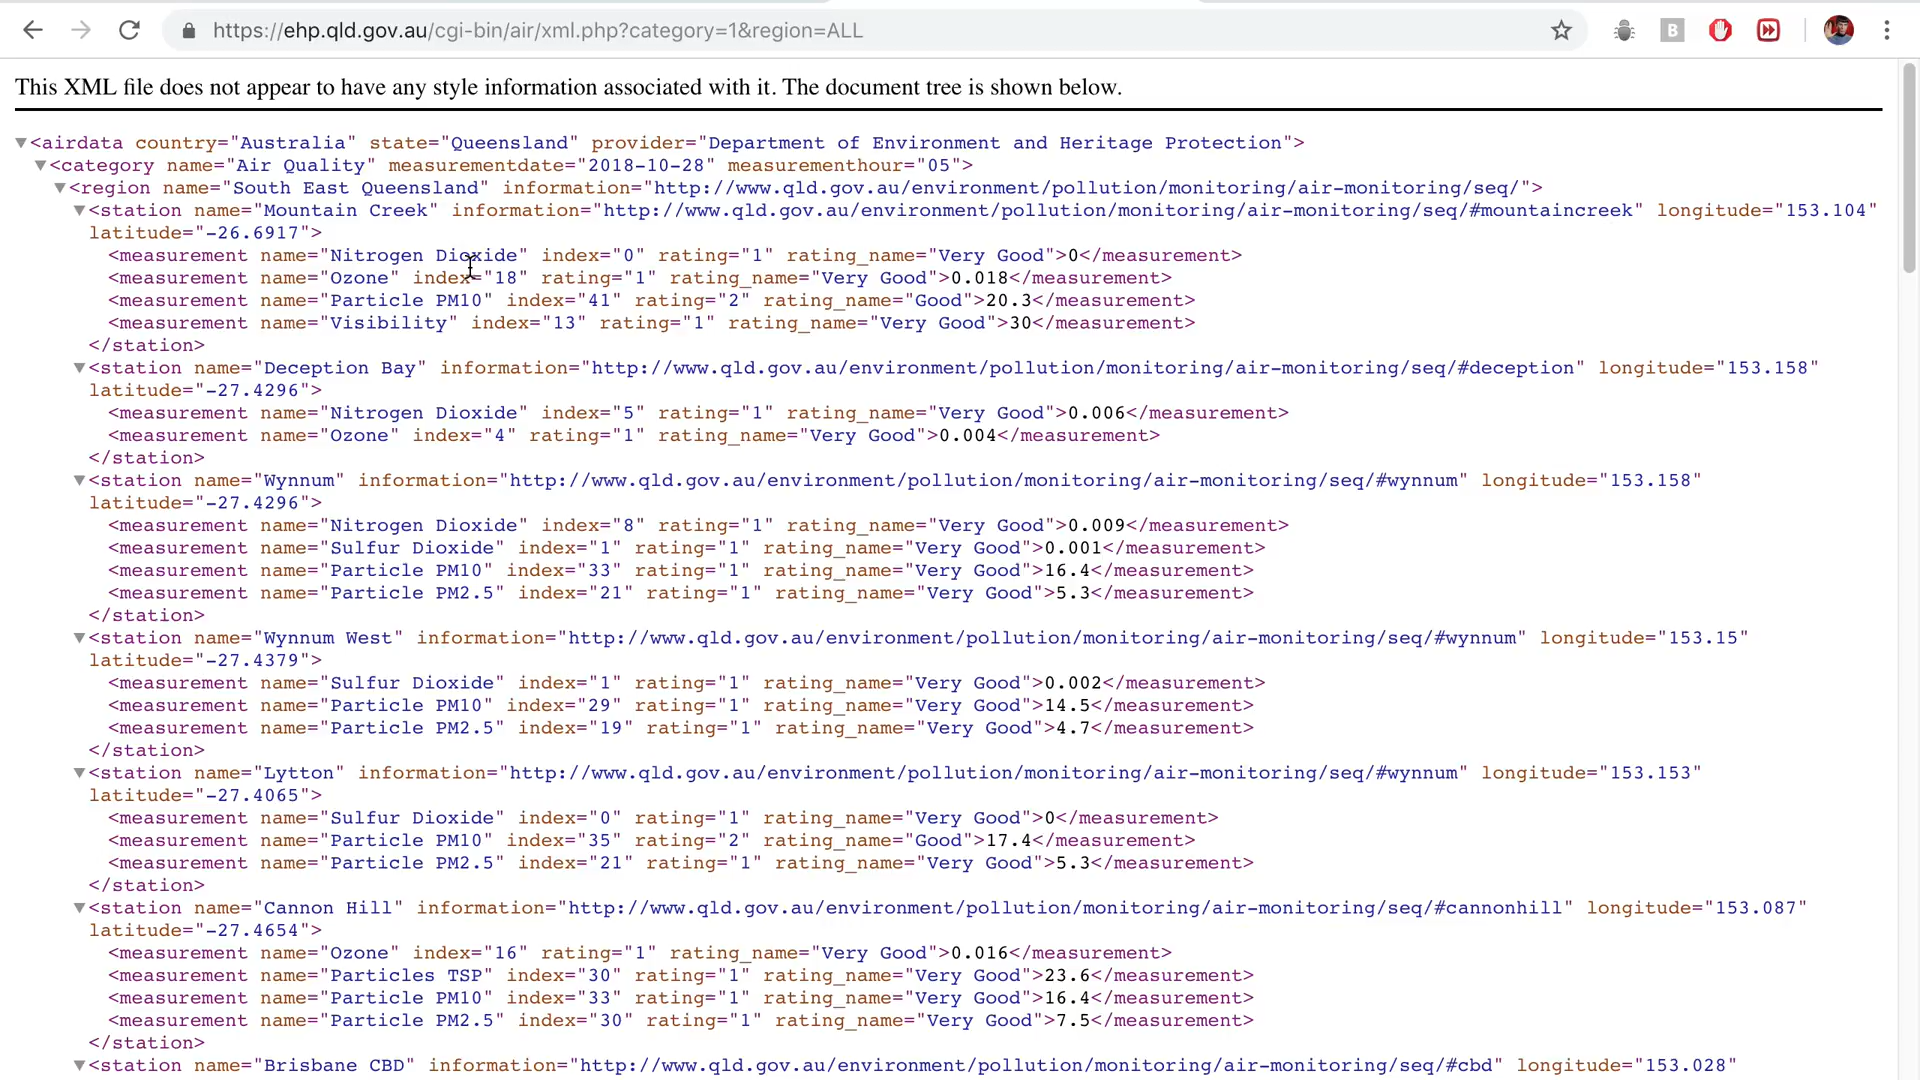 https://ehp.qld.gov.au/cgi-bin/air/xml.php?category=1&region=ALL
This XML file does not appear to have any style information associated with it. The document tree is shown below.
<airdata country="Australia" state="Queensland" provider="Department of Environment and Heritage Protection">
<category name="Air Quality" measurementdate="2018-10-28" measurementhour="05">
<region name="South East Queensland" information="http://www.qld.gov.au/environment/pollution/monitoring/air-monitoring/seq/">
<station name="Mountain Creek" information="http://www.qld.gov.au/environment/pollution/monitoring/air-monitoring/seq/#mountaincreek" longitude="153.104"
latitude="-26.6917">
<measurement name="Nitrogen Dioxide" index="0" rating="1" rating_name="Very Good">0</measurement>
<measurement name="Ozone" index="18" rating="1" rating_name="Very Good">0.018</measurement>
<measurement name="Particle PM10" index="41" rating="2" rating_name="Good">20.3</measurement>
<measurement name="Visibility" index="13" rating="1" rating_name="Very Good">30</measurement>
</station>
<station name="Deception Bay" information="http://www.qld.gov.au/environment/pollution/monitoring/air-monitoring/seq/#deception" longitude="153.158"
latitude="-27.4296">
<measurement name="Nitrogen Dioxide" index="5" rating="1" rating_name="Very Good">0.006</measurement>
<measurement name="Ozone" index="4" rating="1" rating_name="Very Good">0.004</measurement>
</station>
<station name="Wynnum" information="http://www.qld.gov.au/environment/pollution/monitoring/air-monitoring/seq/#wynnum" longitude="153.158"
latitude="-27.4296">
<measurement name="Nitrogen Dioxide" index="8" rating="1" rating_name="Very Good">0.009</measurement>
<measurement name="Sulfur Dioxide" index="1" rating="1" rating_name="Very Good">0.001</measurement>
<measurement name="Particle PM10" index="33" rating="1" rating_name="Very Good">16.4</measurement>
<measurement name="Particle PM2.5" index="21" rating="1" rating_name="Very Good">5.3</measurement>
</station>
<station name="Wynnum West" information="http://www.qld.gov.au/environment/pollution/monitoring/air-monitoring/seq/#wynnum" longitude="153.15"
latitude="-27.4379">
<measurement name="Sulfur Dioxide" index="1" rating="1" rating_name="Very Good">0.002</measurement>
<measurement name="Particle PM10" index="29" rating="1" rating_name="Very Good">14.5</measurement>
<measurement name="Particle PM2.5" index="19" rating="1" rating_name="Very Good">4.7</measurement>
</station>
<station name="Lytton" information="http://www.qld.gov.au/environment/pollution/monitoring/air-monitoring/seq/#wynnum" longitude="153.153"
latitude="-27.4065">
<measurement name="Sulfur Dioxide" index="0" rating="1" rating_name="Very Good">0</measurement>
<measurement name="Particle PM10" index="35" rating="2" rating_name="Good">17.4</measurement>
<measurement name="Particle PM2.5" index="21" rating="1" rating_name="Very Good">5.3</measurement>
</station>
<station name="Cannon Hill" information="http://www.qld.gov.au/environment/pollution/monitoring/air-monitoring/seq/#cannonhill" longitude="153.087"
latitude="-27.4654">
<measurement name="Ozone" index="16" rating="1" rating_name="Very Good">0.016</measurement>
<measurement name="Particles TSP" index="30" rating="1" rating_name="Very Good">23.6</measurement>
<measurement name="Particle PM10" index="33" rating="1" rating_name="Very Good">16.4</measurement>
<measurement name="Particle PM2.5" index="30" rating="1" rating_name="Very Good">7.5</measurement>
</station>
<station name="Brisbane CBD" information="http://www.qld.gov.au/environment/pollution/monitoring/air-monitoring/seq/#cbd" longitude="153.028"